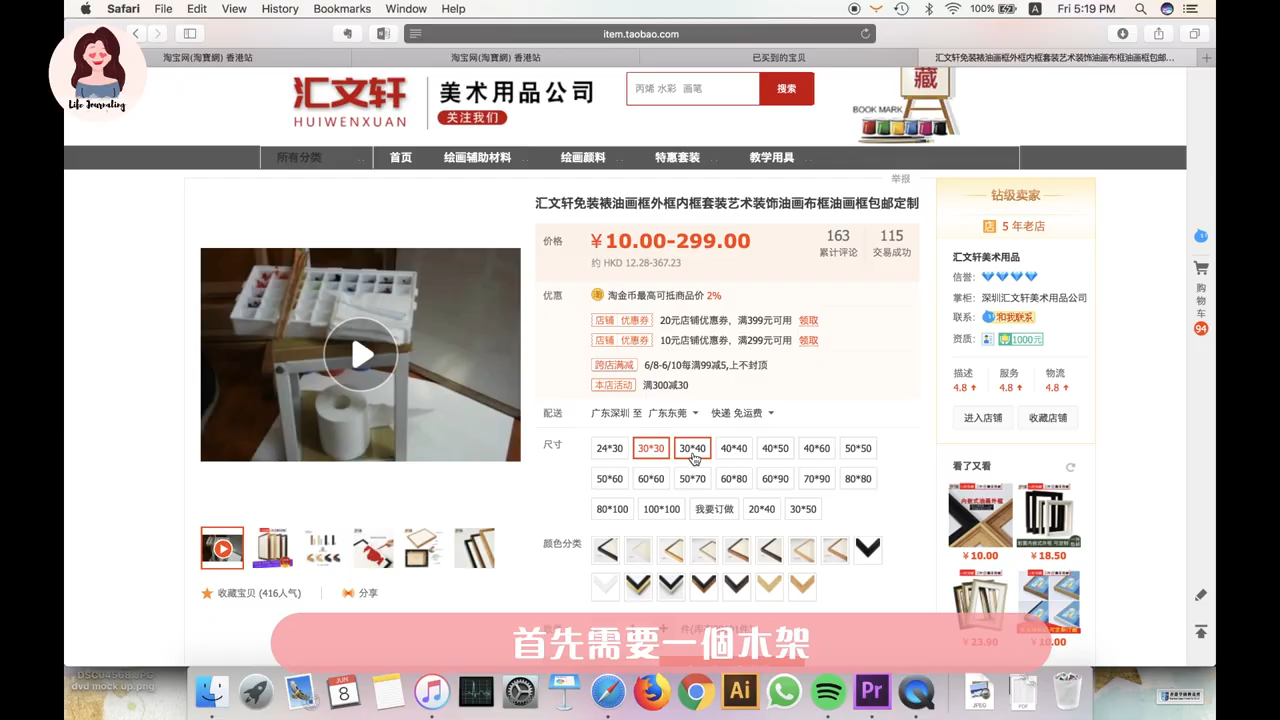 Safari File Edit View History Bookmarks Window Help 100% A Fri 5:19 PM
item.taobao.com
淘宝网(淘寶網) 香港站 淘宝网(淘寶網) 香港站 已买到的宝贝 汇文轩免装裱油画框外框内框套装艺术装饰油画布框油画框包邮定...
Life Journaling
汇文轩
HUIWENXUAN
美术用品公司
关注我们
丙烯 水彩 画笔 搜索
藏
BOOK MARK
所有分类 首页 绘画辅助材料 绘画颜料 特惠套装 教学用具
举报
汇文轩免装裱油画框外框内框套装艺术装饰油画布框油画框包邮定制
价格 ¥10.00-299.00
约 HKD 12.28-367.23
163 115
累计评论 交易成功
优惠 淘金币最高可抵商品价 2%
店铺 优惠券 20元店铺优惠券，满399元可用 领取
店铺 优惠券 10元店铺优惠券，满299元可用 领取
跨店满减 6/8-6/10每满99减5,上不封顶
本店活动 满300减30
配送 广东深圳 至 广东东莞 快递 免运费
尺寸 24*30 30*30 30*40 40*40 40*50 40*60 50*50
50*60 60*60 50*70 60*80 60*90 70*90 80*80
80*100 100*100 我要订做 20*40 30*50
颜色分类
收藏宝贝 (416人气) 分享
钻级卖家
店 5 年老店
汇文轩美术用品
信誉：
掌柜： 深圳汇文轩美术用品公司
联系： 和我联系
资质： 1000元
描述 服务 物流
4.8 4.8 4.8
进入店铺 收藏店铺
看了又看
¥10.00 ¥18.50
¥23.90 ¥10.00
购物车
94
首先需要一個木架
DSC04568.JPG
dvd mock up.png
JUN
8
Ai
Pr
JPEG
PDF